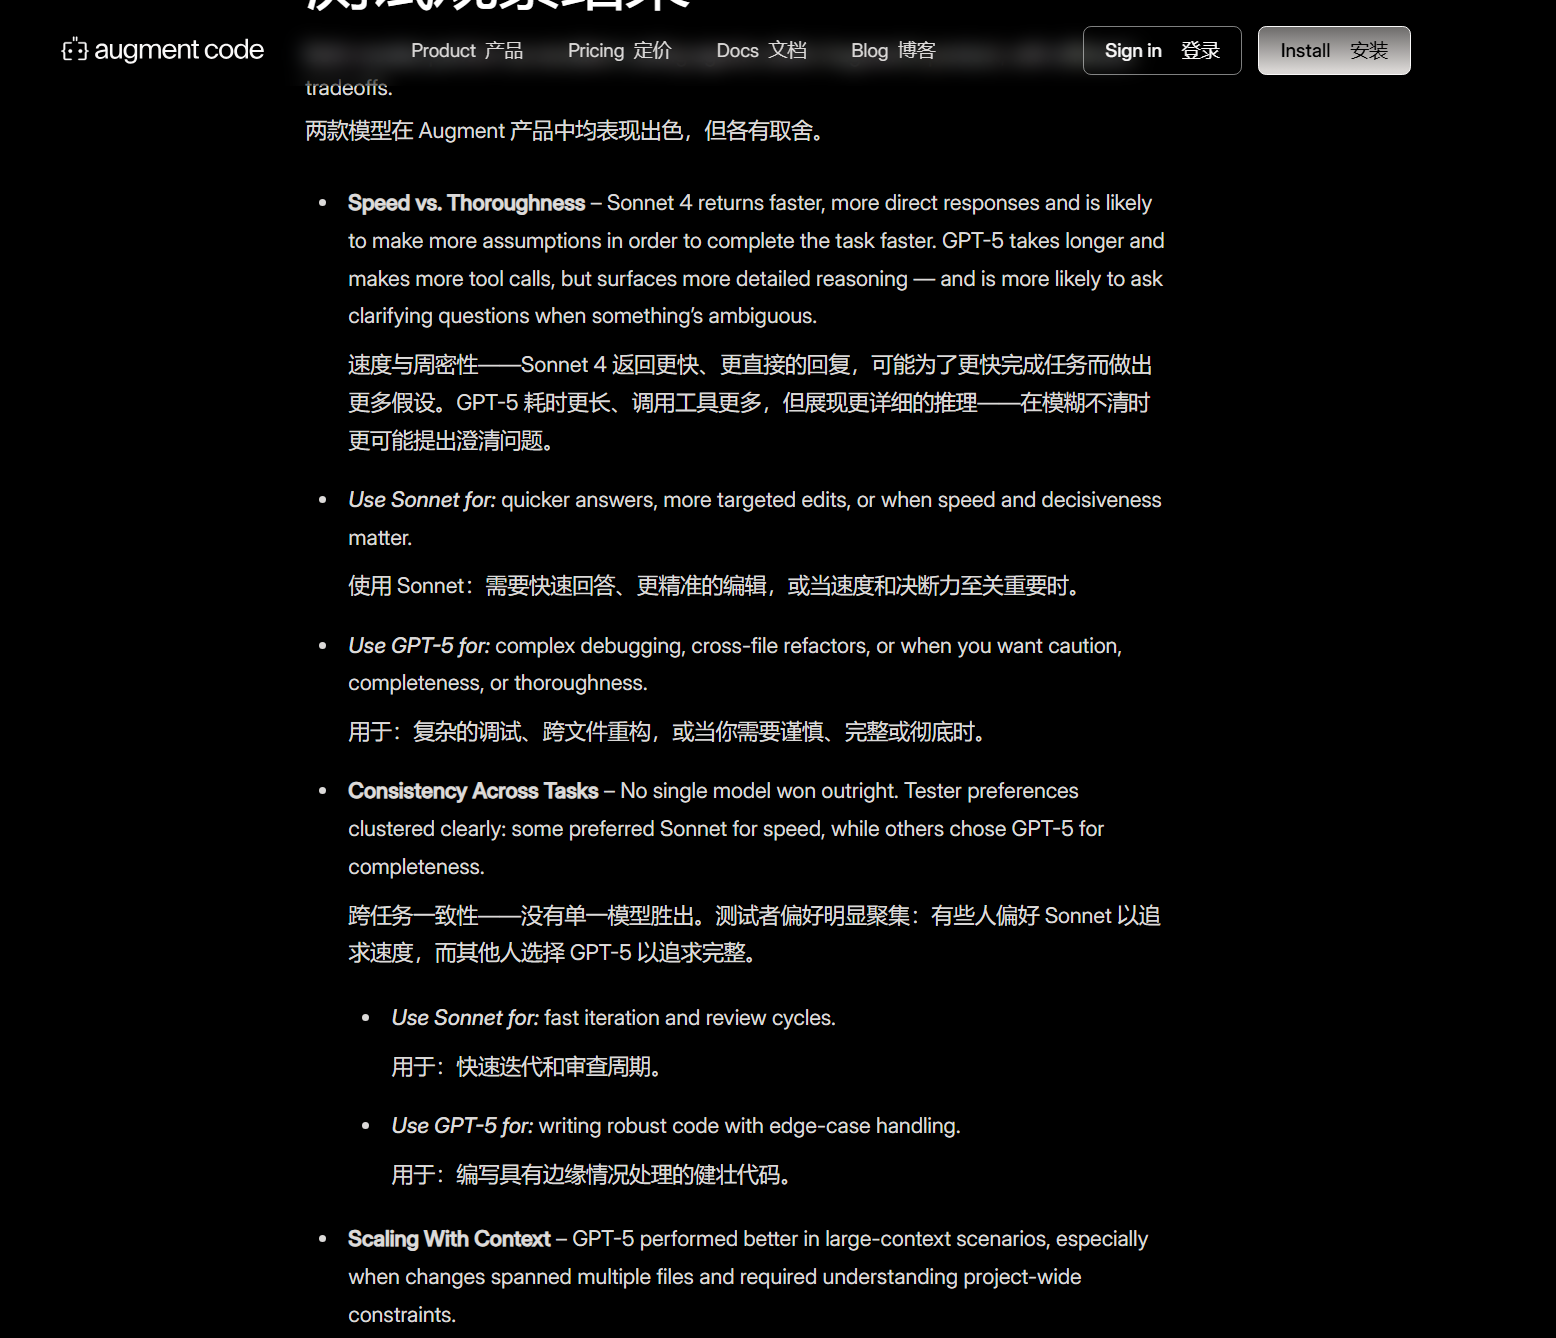 测试观察结果
augment code
Product 产品
Pricing 定价
Docs 文档
Blog 博客
Sign in 登录
Install 安装
tradeoffs.
两款模型在 Augment 产品中均表现出色，但各有取舍。
Speed vs. Thoroughness – Sonnet 4 returns faster, more direct responses and is likely
to make more assumptions in order to complete the task faster. GPT-5 takes longer and
makes more tool calls, but surfaces more detailed reasoning — and is more likely to ask
clarifying questions when something’s ambiguous.
速度与周密性——Sonnet 4 返回更快、更直接的回复，可能为了更快完成任务而做出
更多假设。GPT-5 耗时更长、调用工具更多，但展现更详细的推理——在模糊不清时
更可能提出澄清问题。
Use Sonnet for: quicker answers, more targeted edits, or when speed and decisiveness
matter.
使用 Sonnet：需要快速回答、更精准的编辑，或当速度和决断力至关重要时。
Use GPT-5 for: complex debugging, cross-file refactors, or when you want caution,
completeness, or thoroughness.
用于：复杂的调试、跨文件重构，或当你需要谨慎、完整或彻底时。
Consistency Across Tasks – No single model won outright. Tester preferences
clustered clearly: some preferred Sonnet for speed, while others chose GPT-5 for
completeness.
跨任务一致性——没有单一模型胜出。测试者偏好明显聚集：有些人偏好 Sonnet 以追
求速度，而其他人选择 GPT-5 以追求完整。
Use Sonnet for: fast iteration and review cycles.
用于：快速迭代和审查周期。
Use GPT-5 for: writing robust code with edge-case handling.
用于：编写具有边缘情况处理的健壮代码。
Scaling With Context – GPT-5 performed better in large-context scenarios, especially
when changes spanned multiple files and required understanding project-wide
constraints.